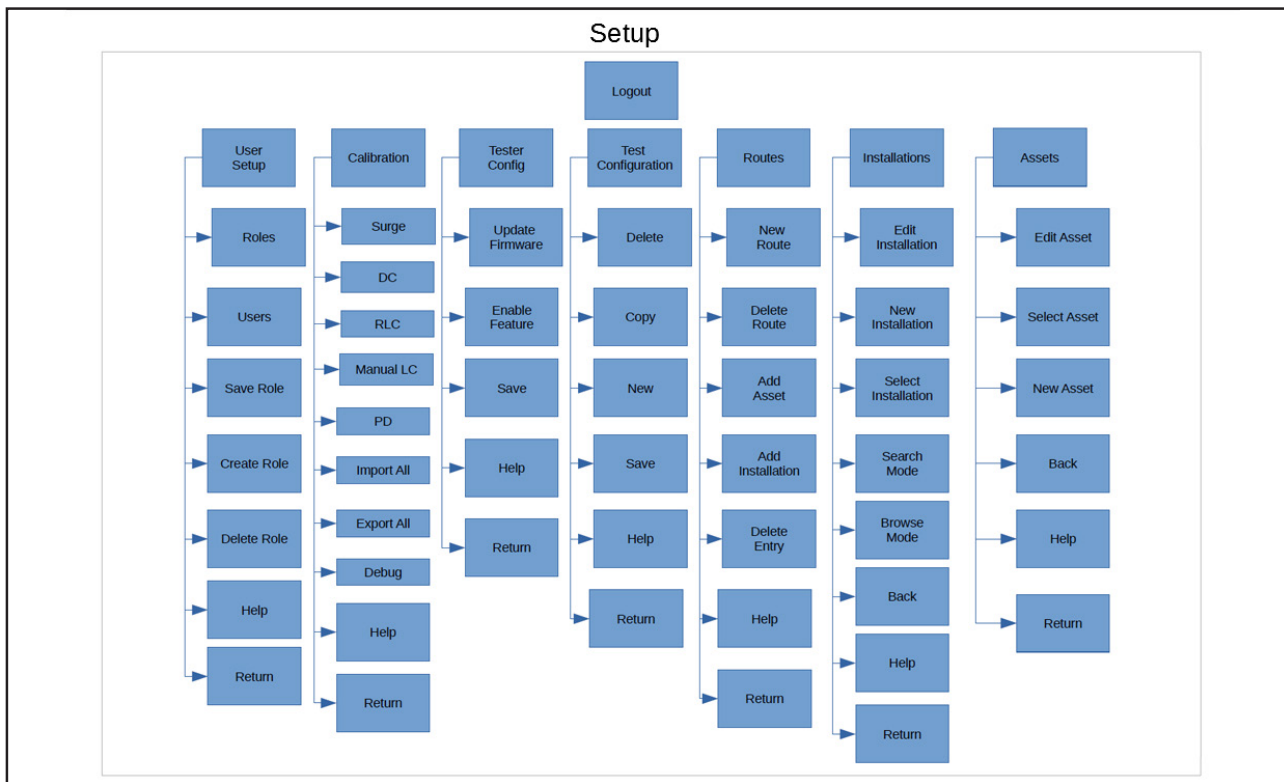 Setup
Logout
User
Setup
Roles
Users
Save Role
Create Role
Delete Role
Help
Return
Calibration
Surge
DC
RLC
Manual LC
PD
Import All
Export All
Debug
Help
Return
Tester
Config
Update
Firmware
Enable
Feature
Save
Help
Return
Test
Configuration
Delete
Copy
New
Save
Help
Return
Routes
New
Route
Delete
Route
Add
Asset
Add
Installation
Delete
Entry
Help
Return
Installations
Edit
Installation
New
Installation
Select
Installation
Search
Mode
Browse
Mode
Back
Help
Return
Assets
Edit Asset
Select Asset
New Asset
Back
Help
Return